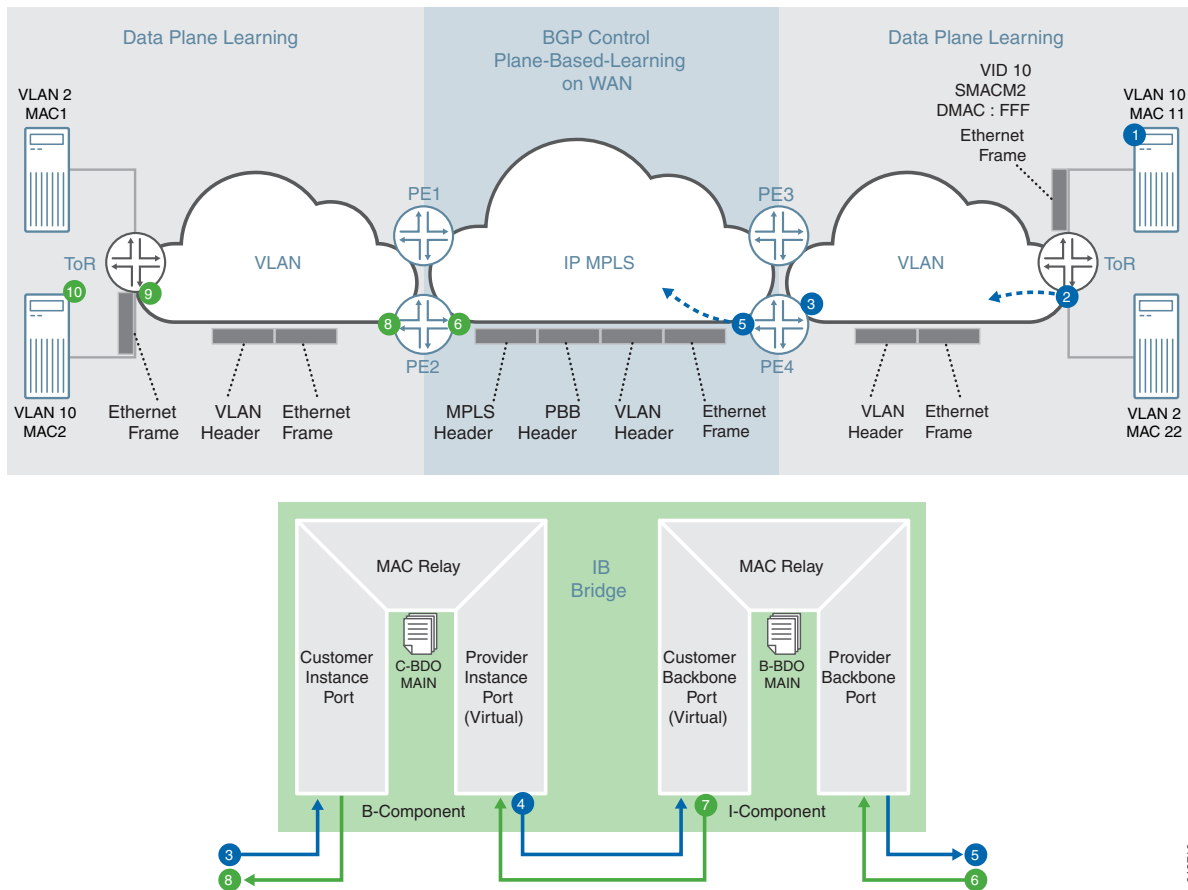 Data Plane Learning
BGP Control
Plane-Based-Learning
on WAN
Data Plane Learning
VLAN 2
MAC1
VID 10
SMACM2
DMAC : FFF
Ethernet
Frame
VLAN 10
MAC 11
1
PE1
PE3
ToR
VLAN
IP MPLS
VLAN
ToR
10
9
8
6
5
3
2
PE2
PE4
VLAN 10
MAC2
Ethernet
Frame
VLAN
Header
Ethernet
Frame
MPLS
Header
PBB
Header
VLAN
Header
Ethernet
Frame
VLAN
Header
Ethernet
Frame
VLAN 2
MAC 22
MAC Relay
IB
Bridge
MAC Relay
Customer
Instance
Port
C-BDO
MAIN
Provider
Instance
Port
(Virtual)
Customer
Backbone
Port
(Virtual)
B-BDO
MAIN
Provider
Backbone
Port
4
7
B-Component
I-Component
3
5
8
6